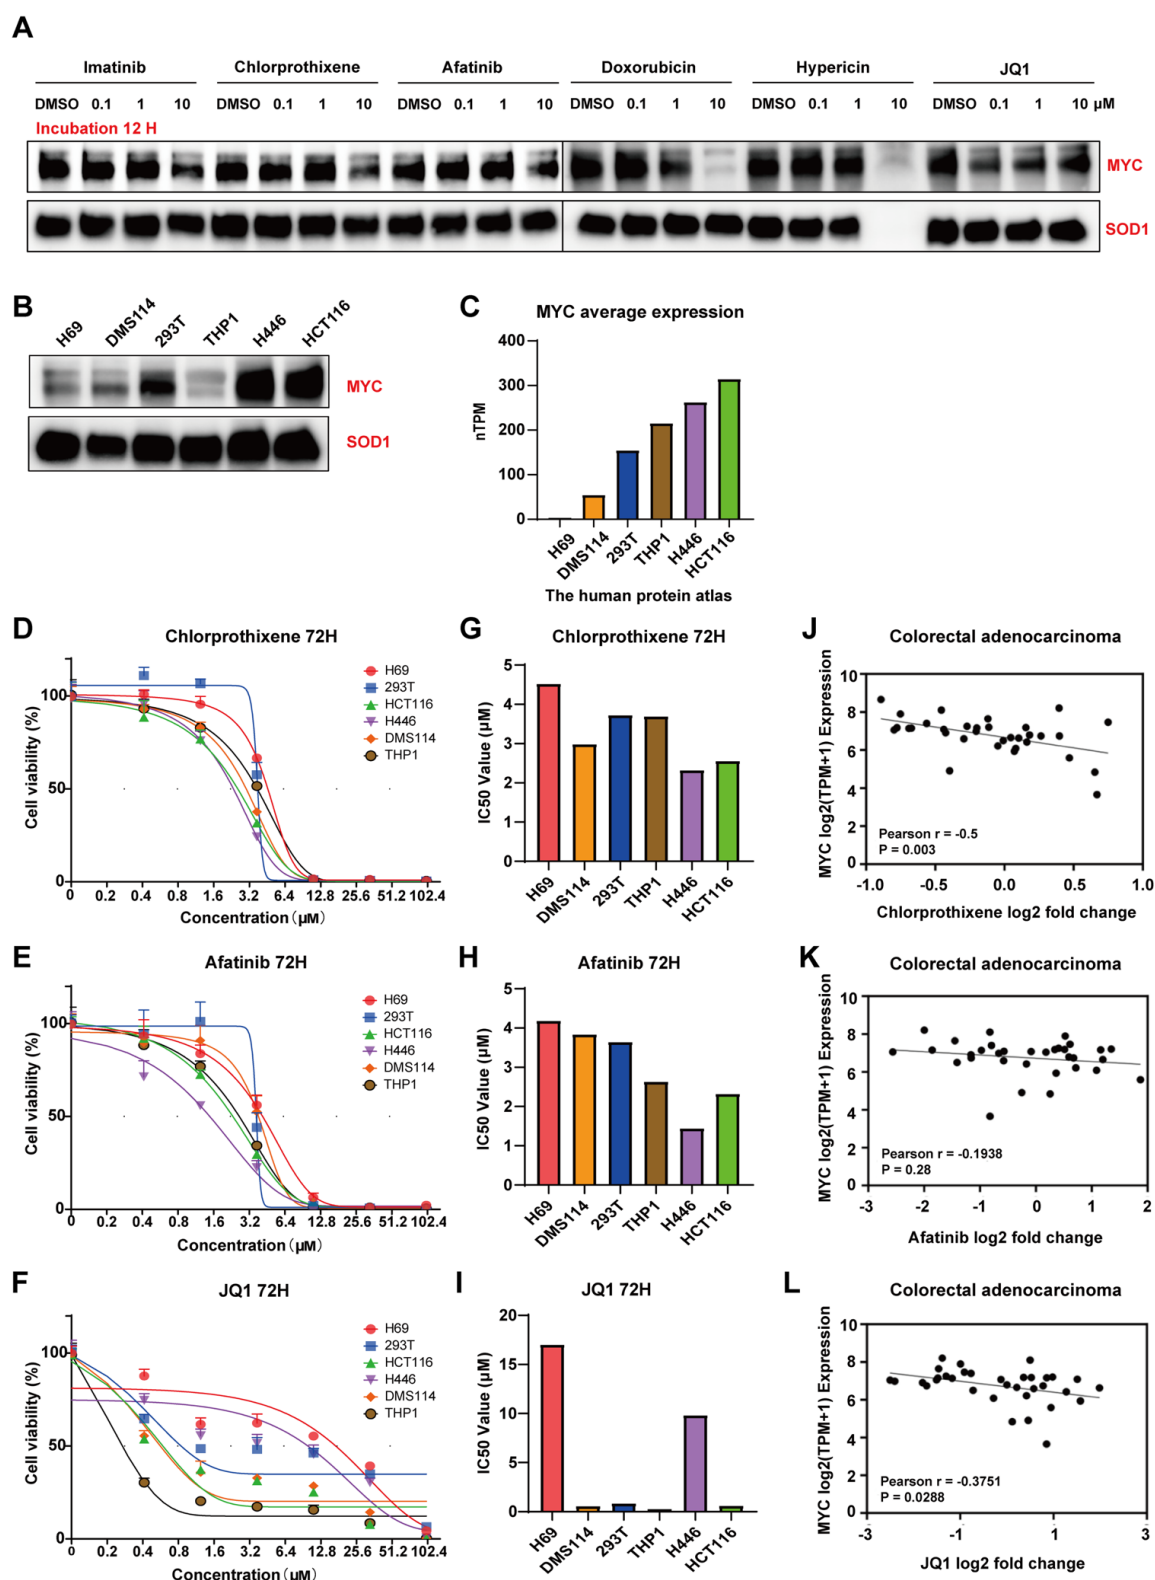 A
Imatinib Chlorprothixene Afatinib Doxorubicin Hypericin JQ1
DMSO 0.1 1 10 DMSO 0.1 1 10 DMSO 0.1 1 10 DMSO 0.1 1 10 DMSO 0.1 1 10 DMSO 0.1 1 10 μM
Incubation 12 H
MYC
SOD1
B
H69 DMS114 293T THP1 H446 HCT116
MYC
SOD1
C
MYC average expression
400
300
200
100
0
nTPM
H69 DMS114 293T THP1 H446 HCT116
The human protein atlas
D
Chlorprothixene 72H
Cell viability (%)
100
50
0
H69
293T
HCT116
H446
DMS114
THP1
0 0.2 0.4 0.8 1.6 3.2 6.4 12.8 25.6 51.2 102.4
Concentration (μM)
G
Chlorprothixene 72H
IC50 Value (μM)
5
4
3
2
1
0
H69 DMS114 293T THP1 H446 HCT116
J
Colorectal adenocarcinoma
MYC log2(TPM+1) Expression
10
8
6
4
2
0
Pearson r = -0.5
P = 0.003
-1.0 -0.5 0.0 0.5 1.0
Chlorprothixene log2 fold change
E
Afatinib 72H
Cell viability (%)
100
50
0
H69
293T
HCT116
H446
DMS114
THP1
0 0.2 0.4 0.8 1.6 3.2 6.4 12.8 25.6 51.2 102.4
Concentration (μM)
H
Afatinib 72H
IC50 Value (μM)
5
4
3
2
1
0
H69 DMS114 293T THP1 H446 HCT116
K
Colorectal adenocarcinoma
MYC log2(TPM+1) Expression
10
8
6
4
2
0
Pearson r = -0.1938
P = 0.28
-3 -2 -1 0 1 2
Afatinib log2 fold change
F
JQ1 72H
Cell viability (%)
100
50
0
H69
293T
HCT116
H446
DMS114
THP1
0 0.2 0.4 0.8 1.6 3.2 6.4 12.8 25.6 51.2 102.4
Concentration (μM)
I
JQ1 72H
IC50 Value (μM)
20
15
10
5
0
H69 DMS114 293T THP1 H446 HCT116
L
Colorectal adenocarcinoma
MYC log2(TPM+1) Expression
10
8
6
4
2
0
Pearson r = -0.3751
P = 0.0288
-3 -1 1 3
JQ1 log2 fold change